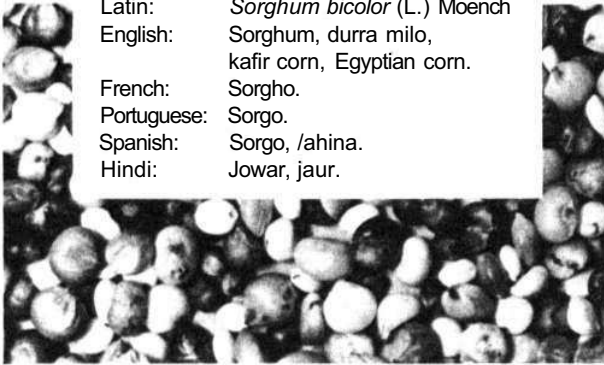 Latin: Sorghum bicolor (L.) Moench
English: Sorghum, durra milo,
kafir corn, Egyptian corn.
French: Sorgho.
Portuguese: Sorgo.
Spanish: Sorgo, /ahina.
Hindi: Jowar, jaur.